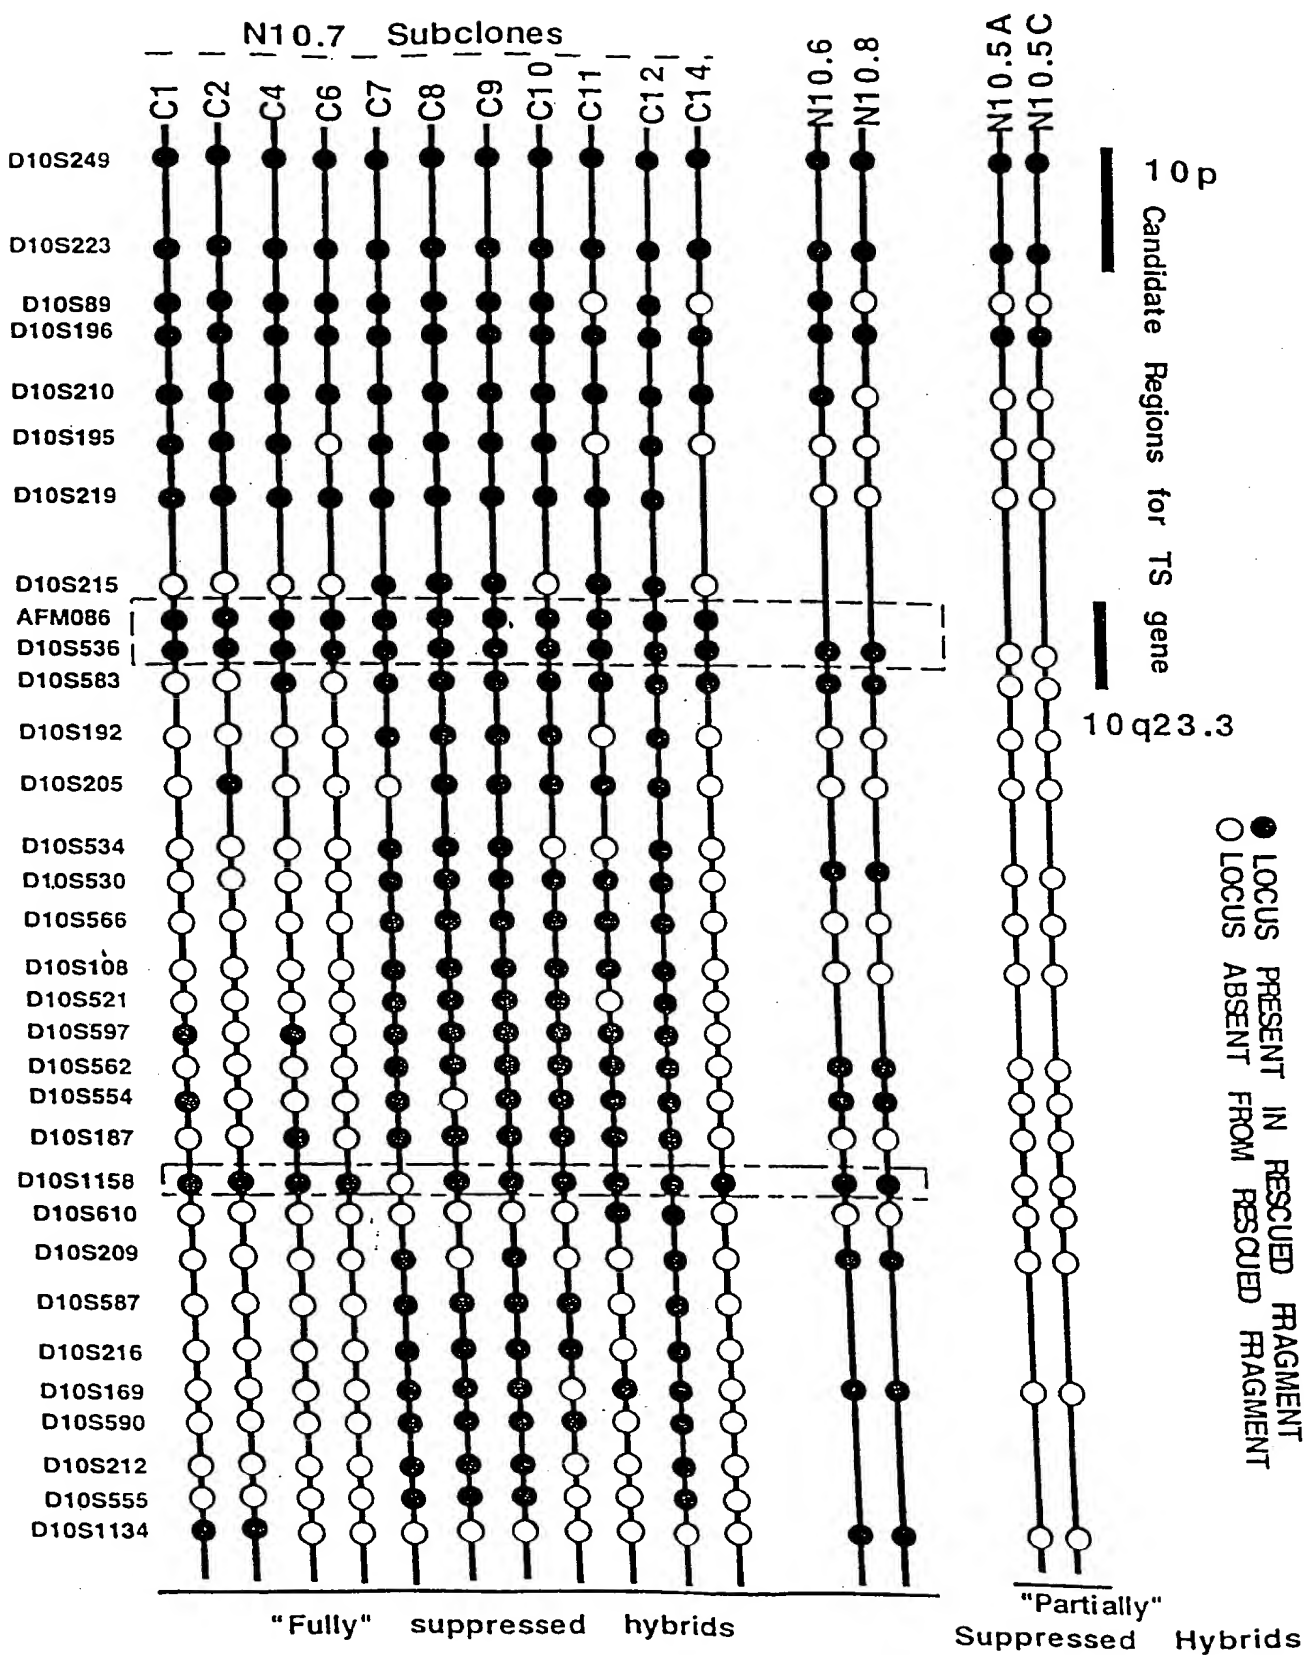 N10.7 Subclones
C1
C2
C4
C6
C7
C8
C9
C10
C11
C12
C14,
N10.6
N10.8
N10.5A
N10.5C
D10S249
D10S223
D10S89
D10S196
D10S210
D10S195
D10S219
D10S215
AFM086
D10S536
D10S583
D10S192
D10S205
D10S534
D10S530
D10S566
D10S108
D10S521
D10S597
D10S562
D10S554
D10S187
D10S1158
D10S610
D10S209
D10S587
D10S216
D10S169
D10S590
D10S212
D10S555
D10S1134
10p
Candidate Regions for TS gene
10q23.3
LOCUS PRESENT IN RESCUED FRAGMENT
LOCUS ABSENT FROM RESCUED FRAGMENT
"Fully" suppressed hybrids
"Partially"
Suppressed Hybrids